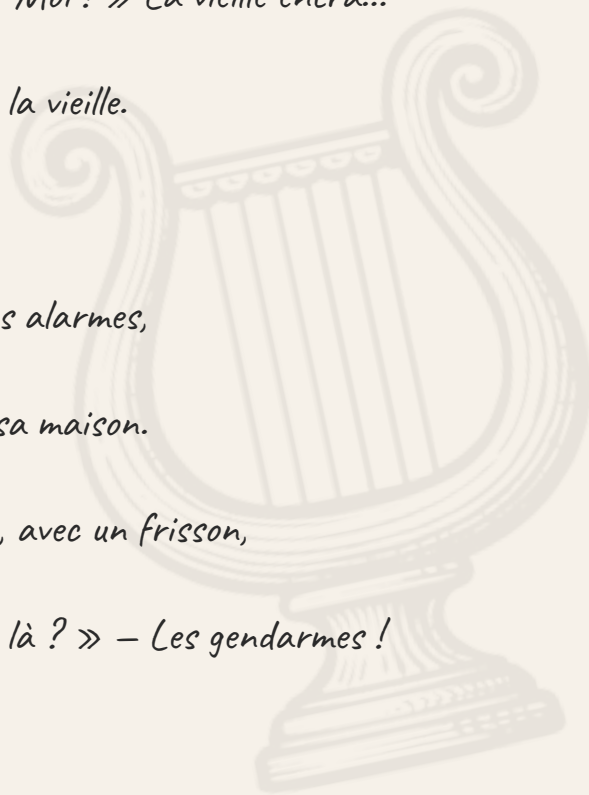 Moi ? » La vieille entra...
la vieille.
s alarmes,
sa maison.
, avec un frisson,
là ? » – Les gendarmes !